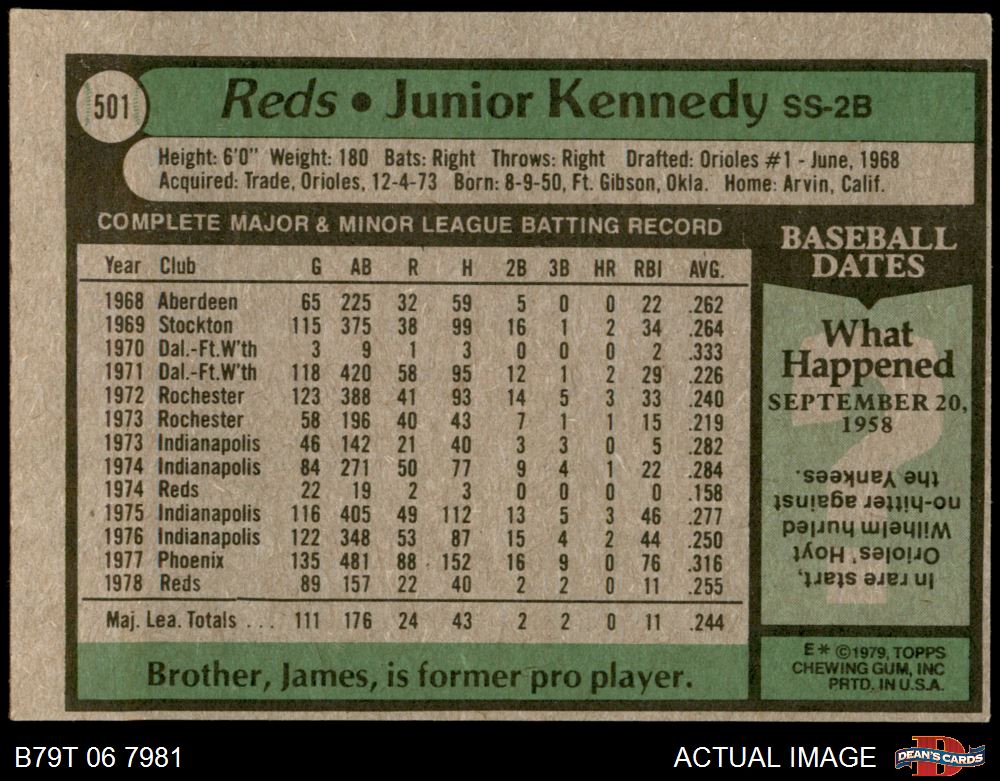 501
Reds • Junior Kennedy SS-2B
Height: 6'0" Weight: 180 Bats: Right Throws: Right Drafted: Orioles #1 - June, 1968
Acquired: Trade, Orioles, 12-4-73 Born: 8-9-50, Ft. Gibson, Okla. Home: Arvin, Calif.
COMPLETE MAJOR & MINOR LEAGUE BATTING RECORD
Year Club G AB R H 2B 3B HR RBI AVG.
1968 Aberdeen 65 225 32 59 5 0 0 22 .262
1969 Stockton 115 375 38 99 16 1 2 34 .264
1970 Dal.-Ft.W'th 3 9 1 3 0 0 0 2 .333
1971 Dal.-Ft.W'th 118 420 58 95 12 1 2 29 .226
1972 Rochester 123 388 41 93 14 5 3 33 .240
1973 Rochester 58 196 40 43 7 1 1 15 .219
1973 Indianapolis 46 142 21 40 3 3 0 5 .282
1974 Indianapolis 84 271 50 77 9 4 1 22 .284
1974 Reds 22 19 2 3 0 0 0 0 .158
1975 Indianapolis 116 405 49 112 13 5 3 46 .277
1976 Indianapolis 122 348 53 87 15 4 2 44 .250
1977 Phoenix 135 481 88 152 16 9 0 76 .316
1978 Reds 89 157 22 40 2 2 0 11 .255
Maj. Lea. Totals ... 111 176 24 43 2 2 0 11 .244
Brother, James, is former pro player.
BASEBALL
DATES
What
Happened
SEPTEMBER 20,
1958
In rare start,
Orioles' Hoyt
Wilhelm hurled
no-hitter against
the Yankees.
E* ©1979, TOPPS
CHEWING GUM, INC
PRTD. IN U.S.A.
B79T 06 7981
ACTUAL IMAGE
DEAN'S CARDS